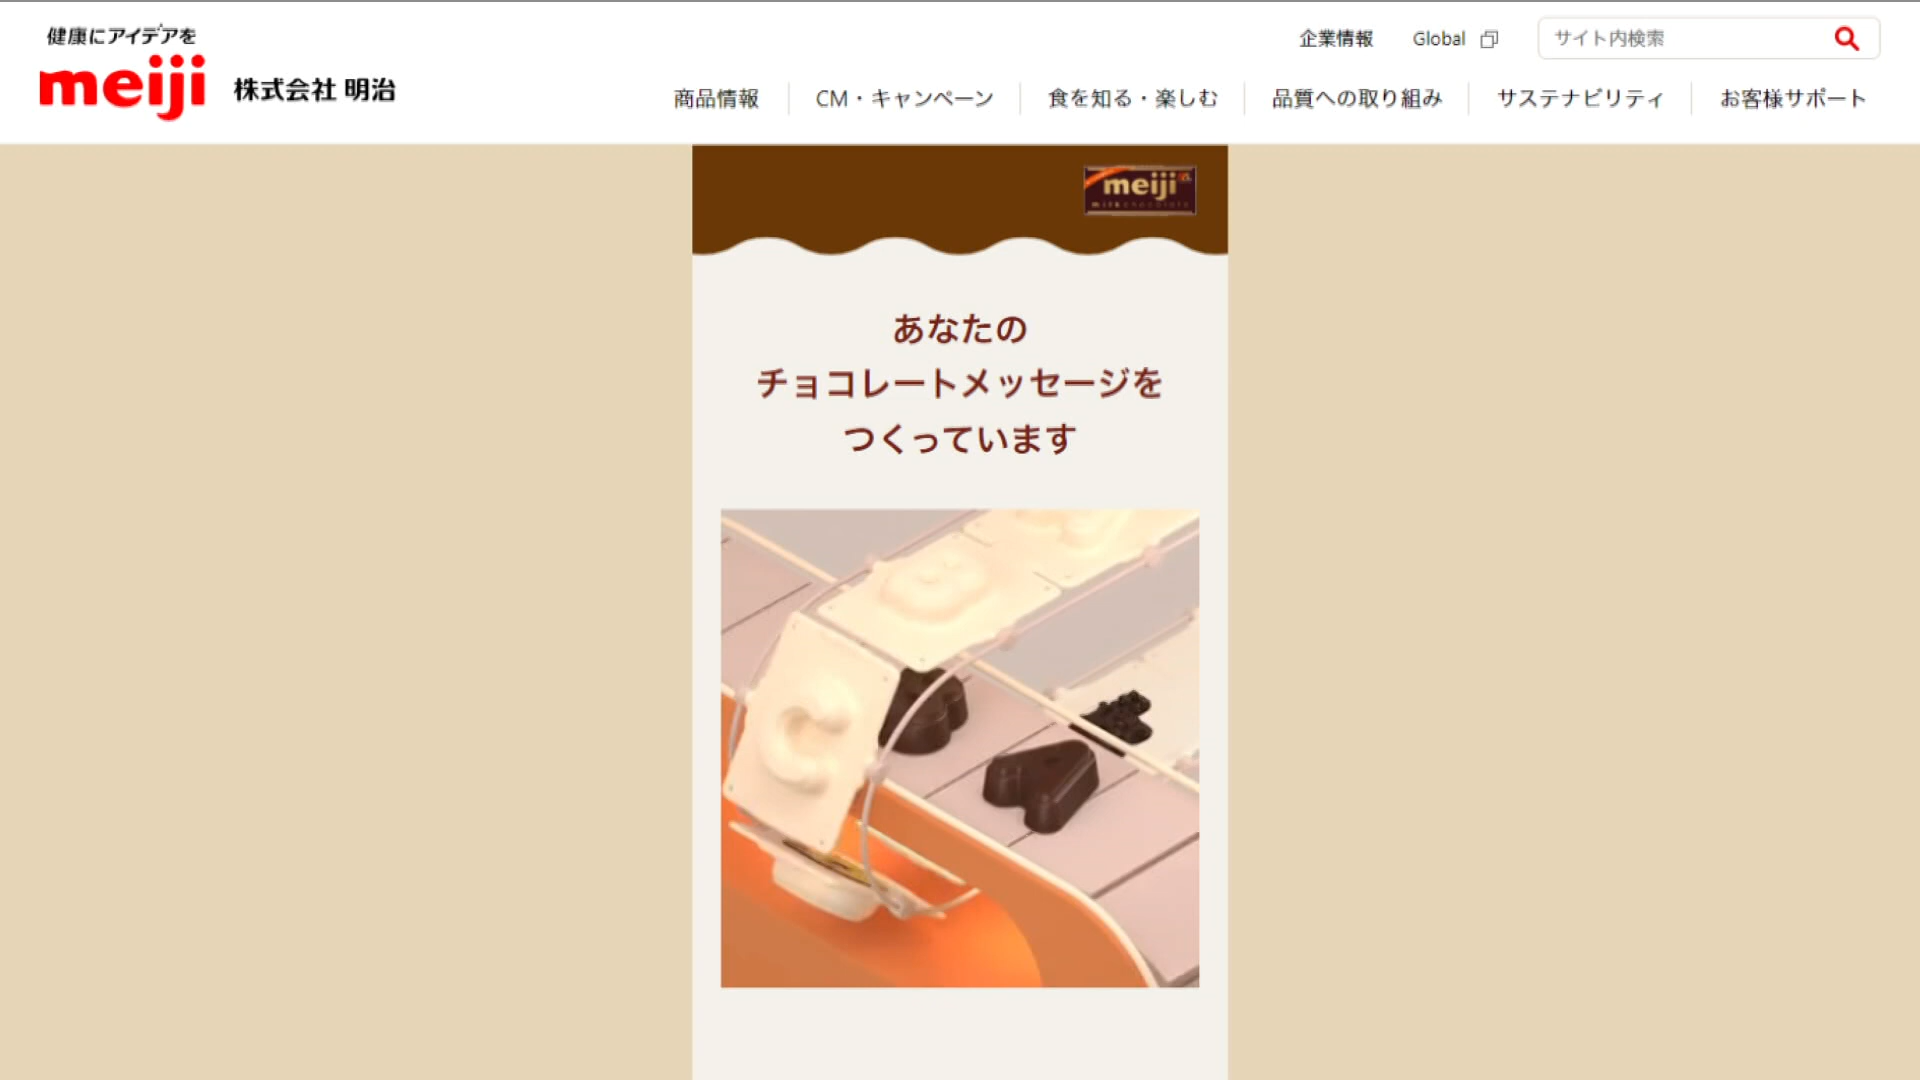 健康にアイデアを
meiji 株式会社 明治
企業情報 Global サイト内検索
商品情報 CM・キャンペーン 食を知る・楽しむ 品質への取り組み サステナビリティ お客様サポート
meiji
milk chocolate
あなたの
チョコレートメッセージを
つくっています